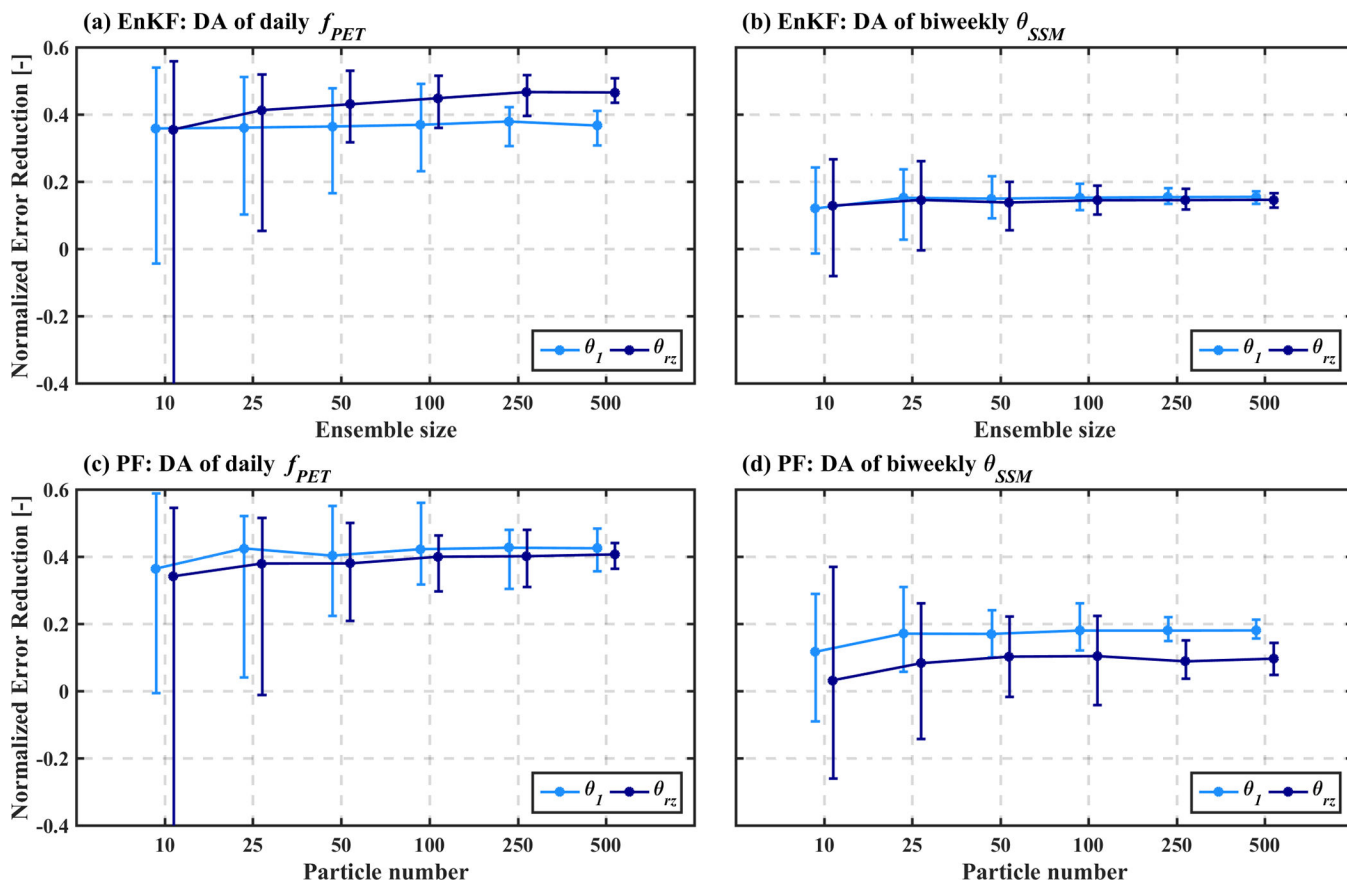 (a) EnKF: DA of daily f_PET
Normalized Error Reduction [-]
0.6
0.4
0.2
0
-0.2
-0.4
θ_1 θ_rz
10 25 50 100 250 500
Ensemble size
(b) EnKF: DA of biweekly θ_SSM
θ_1 θ_rz
10 25 50 100 250 500
Ensemble size
(c) PF: DA of daily f_PET
Normalized Error Reduction [-]
0.6
0.4
0.2
0
-0.2
-0.4
θ_1 θ_rz
10 25 50 100 250 500
Particle number
(d) PF: DA of biweekly θ_SSM
θ_1 θ_rz
10 25 50 100 250 500
Particle number